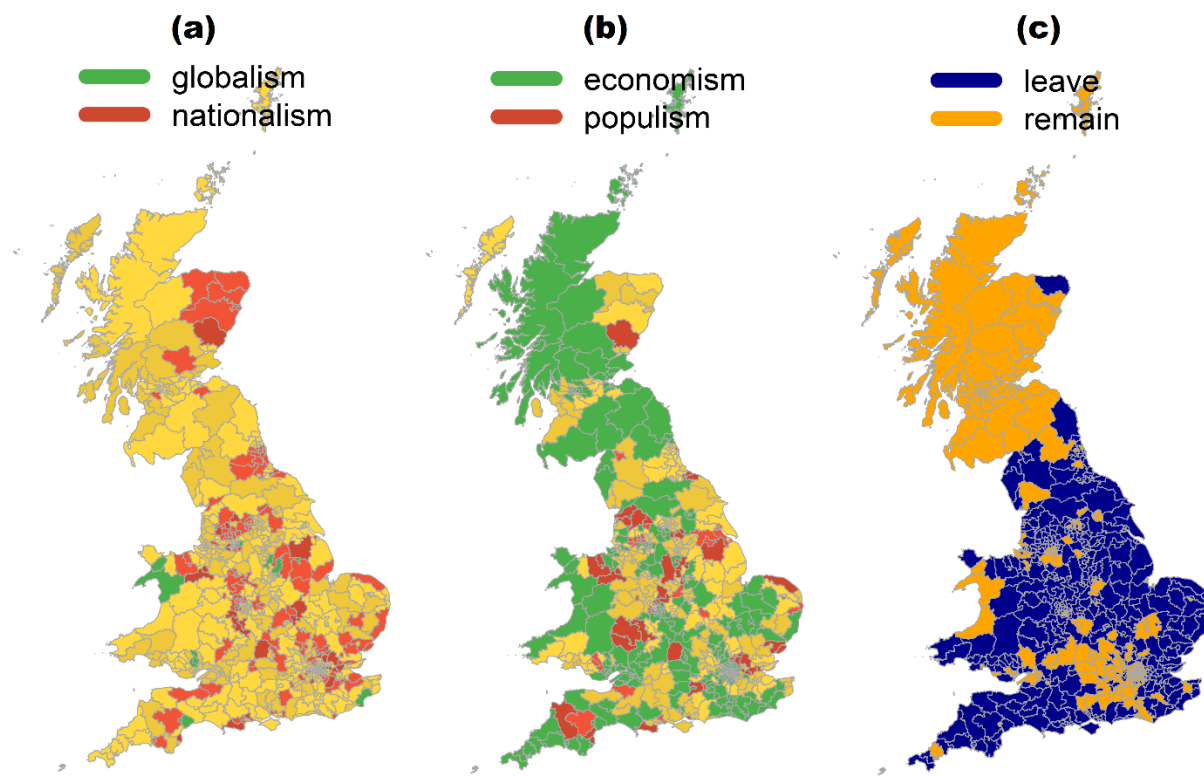 (a)
globalism
nationalism
(b)
economism
populism
(c)
leave
remain